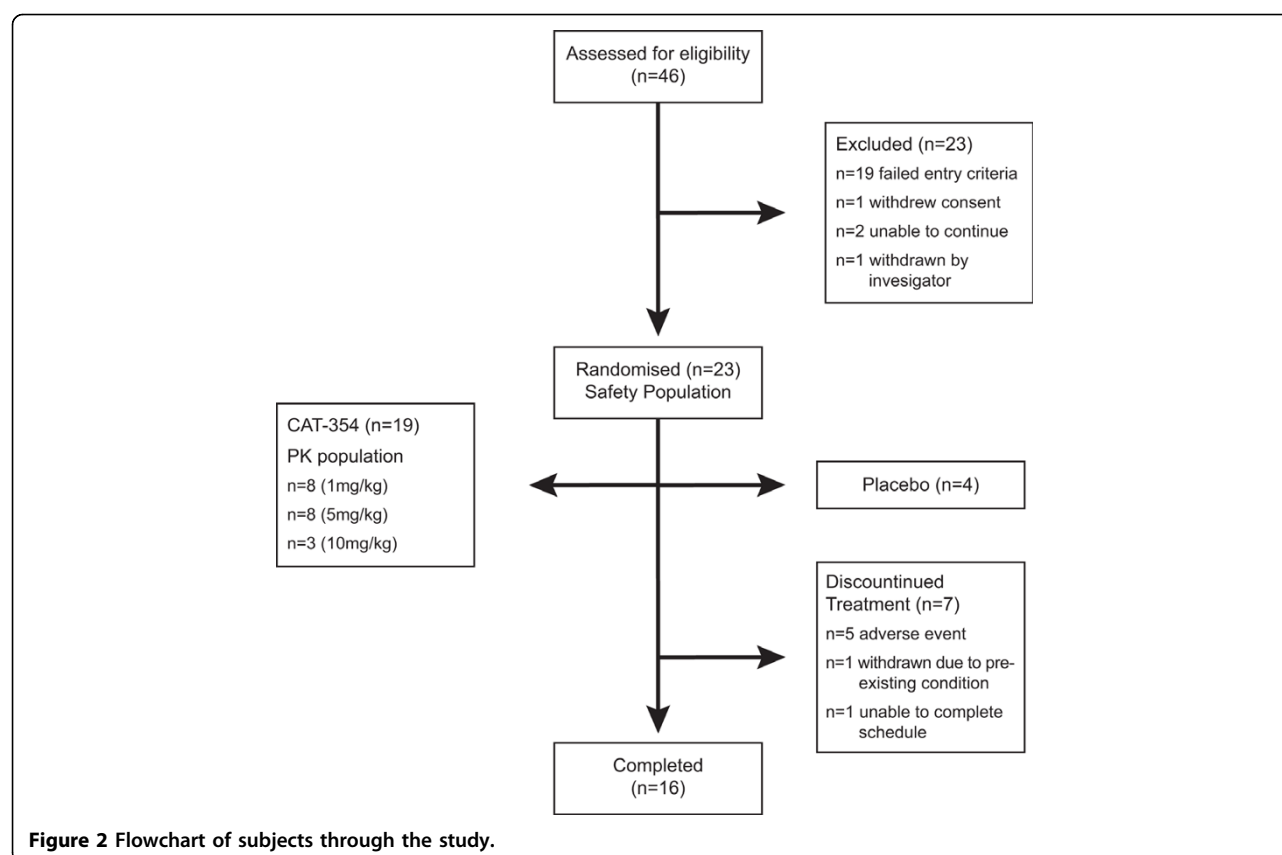 Assessed for eligibility
(n=46)
Excluded (n=23)
n=19 failed entry criteria
n=1 withdrew consent
n=2 unable to continue
n=1 withdrawn by
invesigator
Randomised (n=23)
Safety Population
CAT-354 (n=19)
PK population
n=8 (1mg/kg)
n=8 (5mg/kg)
n=3 (10mg/kg)
Placebo (n=4)
Discountinued
Treatment (n=7)
n=5 adverse event
n=1 withdrawn due to pre-
existing condition
n=1 unable to complete
schedule
Completed
(n=16)
Figure 2 Flowchart of subjects through the study.